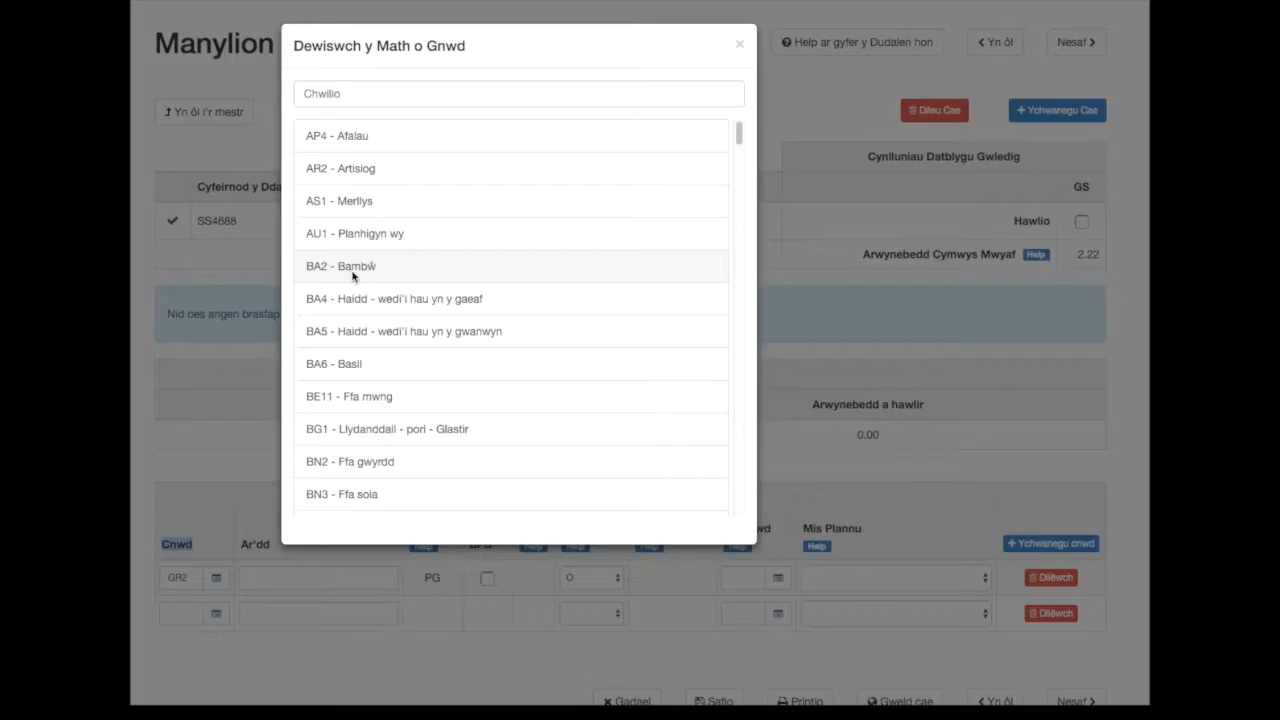 Manylion
Help ar gyfer y Dudalen hon
Yn ôl
Nesaf
Yn ôl i'r rhestr
Dileu Cae
Ychwanegu Cae
Dewiswch y Math o Gnwd
×
Chwilio
AP4 - Afalau
AR2 - Artisiog
AS1 - Merllys
AU1 - Planhigyn wy
BA2 - Bambŵ
BA4 - Haidd - wedi'i hau yn y gaeaf
BA5 - Haidd - wedi'i hau yn y gwanwyn
BA6 - Basil
BE11 - Ffa mwng
BG1 - Llydanddail - pori - Glastir
BN2 - Ffa gwyrdd
BN3 - Ffa soia
Cynlluniau Datblygu Gwledig
Cyfeirnod y Dda
GS
SS4688
Hawlio
Arwynebedd Cymwys Mwyaf Help 2.22
Nid oes angen brasfap
Arwynebedd a hawlir
0.00
Cnwd
Ar'dd
Mis Plannu
Help
Ychwanegu cnwd
GR2
PG
O
Dilëwch
Dilëwch
Gadael
Safio
Printio
Gweld cae
Yn ôl
Nesaf